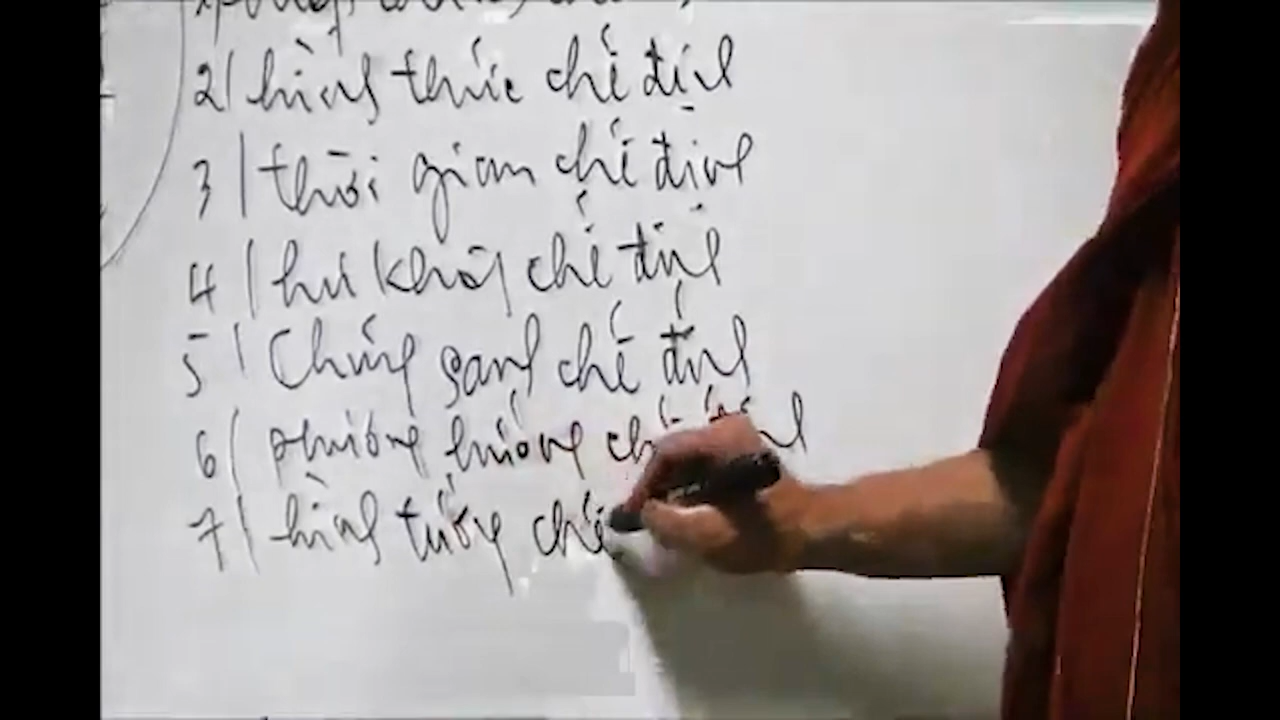 2/ hình thức chế định
3/ thời gian chế định
4/ hư không chế định
5/ Chúng sanh chế định
6/ phương hướng chế định
7/ hình tướng chế